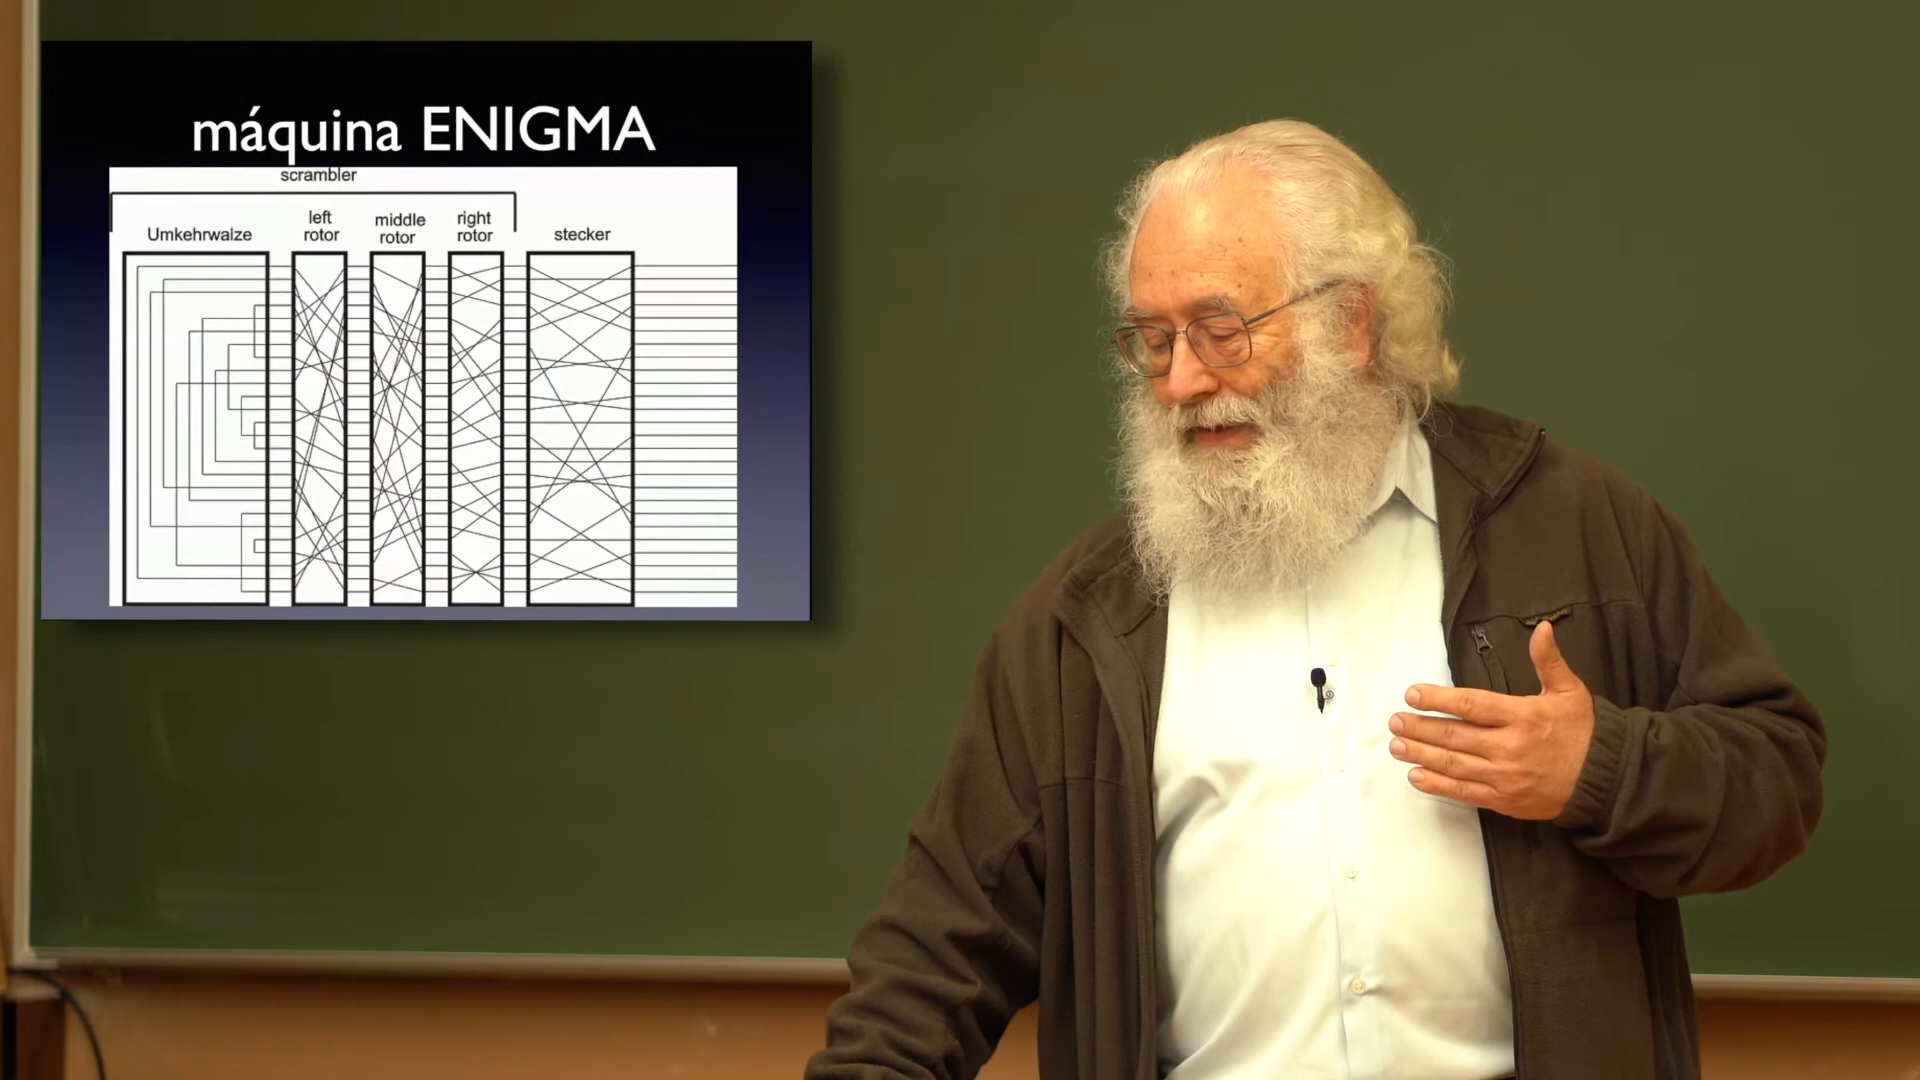 máquina ENIGMA
scrambler
Umkehrwalze
left
rotor
middle
rotor
right
rotor
stecker